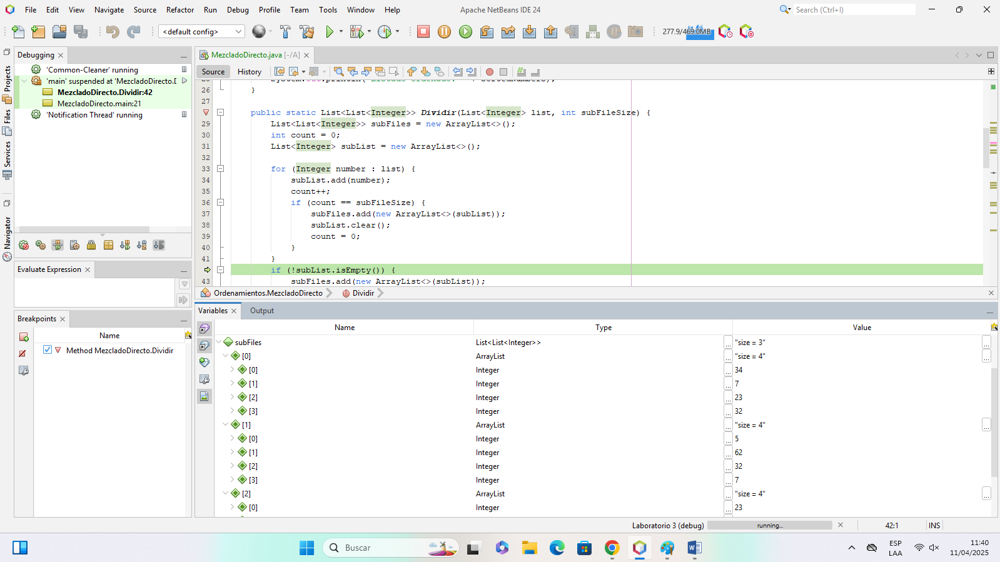 File Edit View Navigate Source Refactor Run Debug Profile Team Tools Window Help
Apache NetBeans IDE 24
Search (Ctrl+I)
<default config>
277.9/469.0MB
Debugging
'Common-Cleaner' running
'main' suspended at 'MezcladoDirecto.D
MezcladoDirecto.Dividir:42
MezcladoDirecto.main:21
'Notification Thread' running
Projects
Files
Services
Navigator
Evaluate Expression
Breakpoints
Name
Method MezcladoDirecto.Dividir
MezcladoDirecto.java [-/A]
Source History
System.out.println("Listado ordenado: " + sortedNumbers);
26 }
27
public static List<List<Integer>> Dividir(List<Integer> list, int subFileSize) {
29 List<List<Integer>> subFiles = new ArrayList<>();
30 int count = 0;
31 List<Integer> subList = new ArrayList<>();
32
33 for (Integer number : list) {
34 subList.add(number);
35 count++;
36 if (count == subFileSize) {
37 subFiles.add(new ArrayList<>(subList));
38 subList.clear();
39 count = 0;
40 }
41 }
if (!subList.isEmpty()) {
43 subFiles.add(new ArrayList<>(subList));
Ordenamientos.MezcladoDirecto Dividir
Variables Output
Name Type Value
subFiles List<List<Integer>> ... "size = 3" ...
[0] ArrayList ... "size = 4" ...
[0] Integer ... 34
[1] Integer ... 7
[2] Integer ... 23
[3] Integer ... 32
[1] ArrayList ... "size = 4" ...
[0] Integer ... 5
[1] Integer ... 62
[2] Integer ... 32
[3] Integer ... 7
[2] ArrayList ... "size = 4" ...
[0] Integer ... 23
Laboratorio 3 (debug) running... 42:1 INS
Buscar
ESP
LAA
11:40
11/04/2025